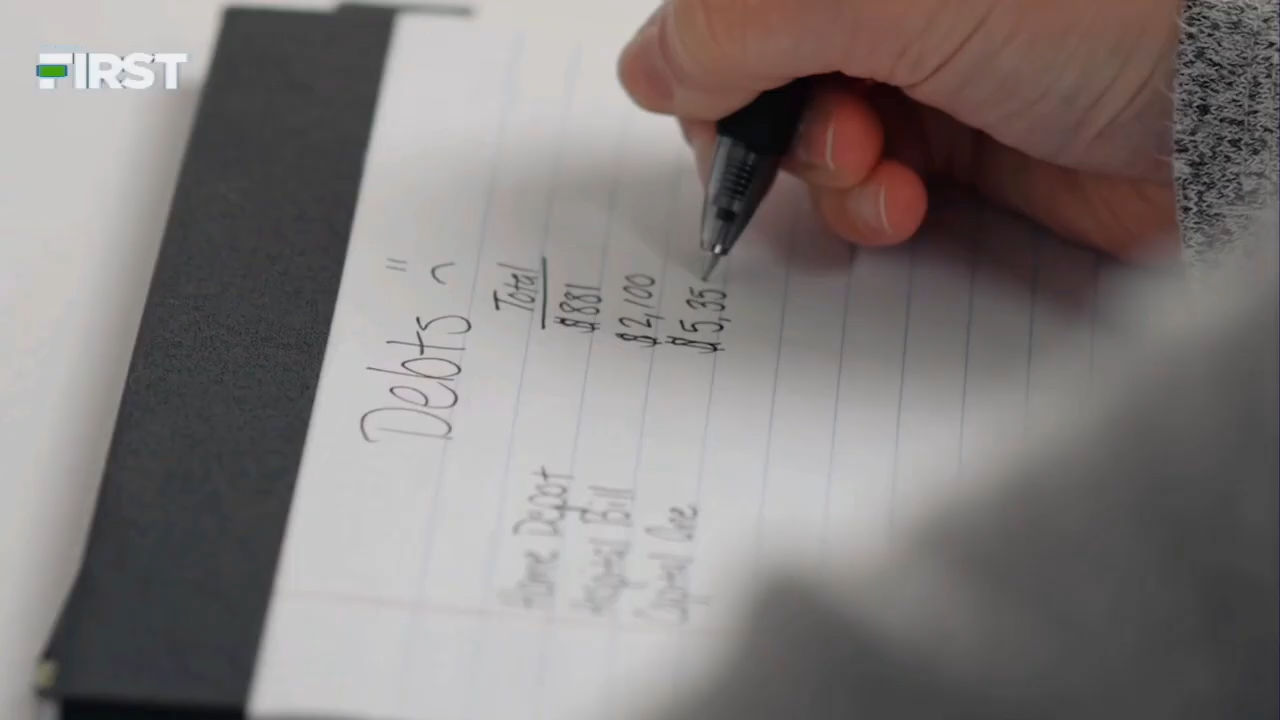 FIRST
Debts :(
Total
Home Depot $881
Hospital Bill $2,100
Capital One $5,35